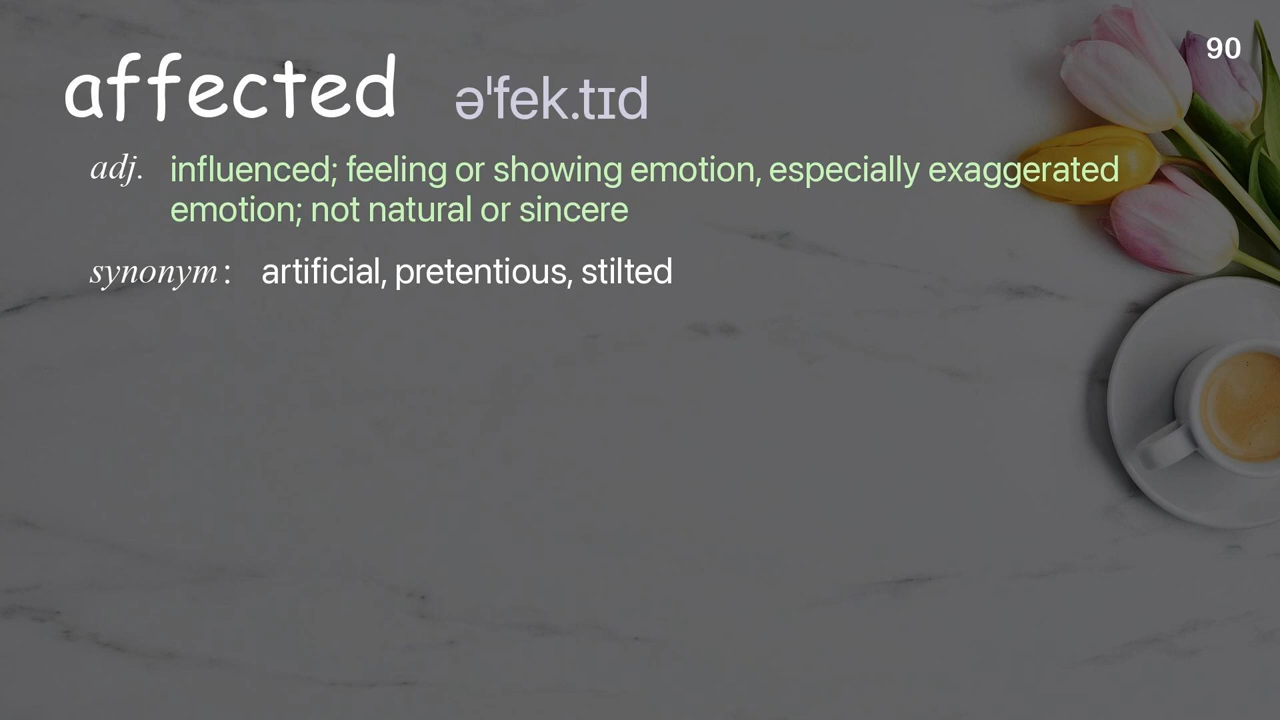 90
affected əˈfek.tɪd
adj. influenced; feeling or showing emotion, especially exaggerated
emotion; not natural or sincere
synonym: artificial, pretentious, stilted